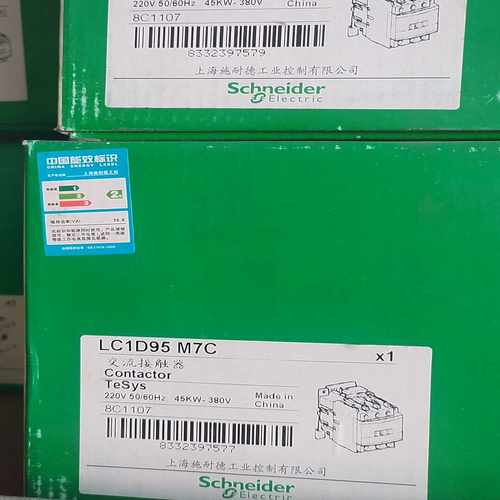 220V 50/60Hz 45KW- 380V
China
8C1107
8332397579
上海施耐德工业控制有限公司
Schneider
Electric
中国能效标识
CHINA ENERGY LABEL
2
LC1D95 M7C
x1
交流接触器
Contactor
TeSys
220V 50/60Hz 45KW- 380V
Made in
China
8C1107
8332397577
上海施耐德工业控制有限公司
Schneider
Electric